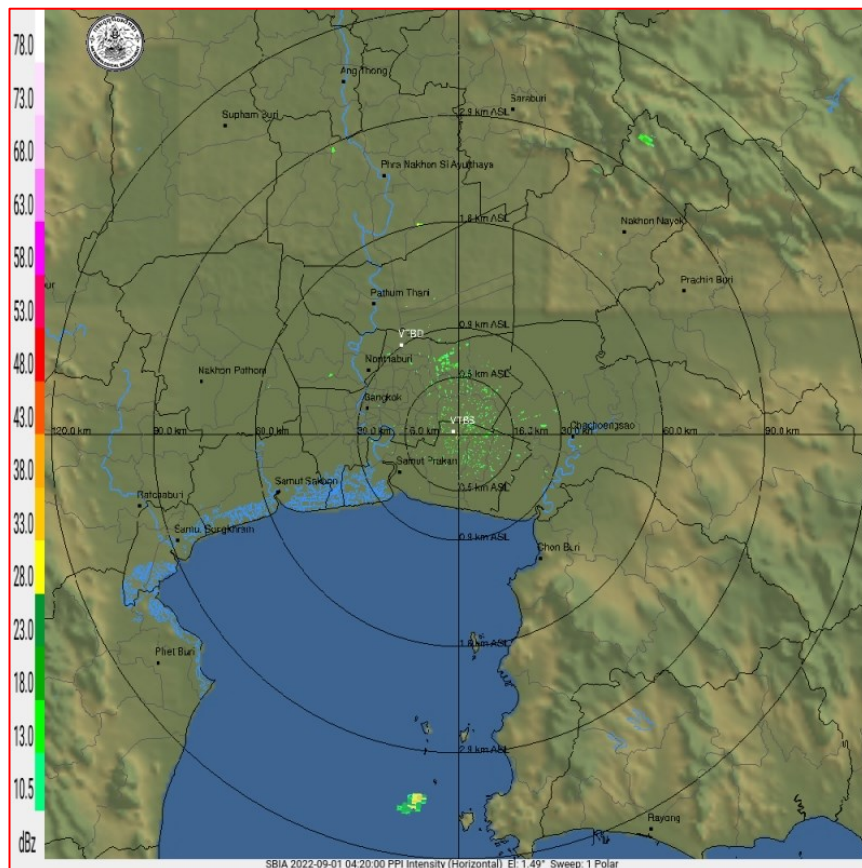 78.0
73.0
68.0
63.0
58.0
53.0
48.0
43.0
38.0
33.0
28.0
23.0
18.0
13.0
10.5
dBz
Ang Thong
Saraburi
Suphan Buri
2.9 km ASL
Phra Nakhon Si Ayutthaya
1.6 km ASL
Nakhon Nayok
Prachin Buri
Pathum Thani
0.9 km ASL
VTBD
Nonthaburi
0.5 km ASL
Nakhon Pathom
Bangkok
VTBS
Chachoengsao
120.0 km
90.0 km
60.0 km
30.0 km
16.0 km
30.0 km
60.0 km
90.0 km
Samut Prakan
0.5 km ASL
Samut Sakhon
Ratchaburi
Samut Songkhram
0.9 km ASL
Chon Buri
1.6 km ASL
Phet Buri
2.9 km ASL
Rayong
SBIA 2022-09-01 04:20:00 PPI Intensity (Horizontal) El: 1.49° Sweep: 1 Polar